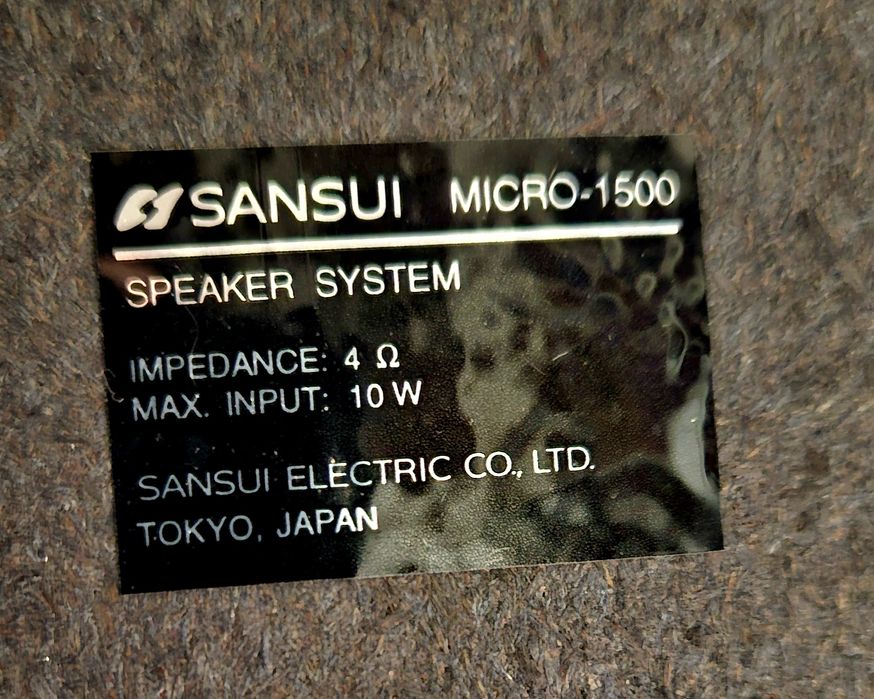 SANSUI MICRO-1500
SPEAKER SYSTEM
IMPEDANCE: 4 Ω
MAX. INPUT: 10 W
SANSUI ELECTRIC CO., LTD.
TOKYO, JAPAN